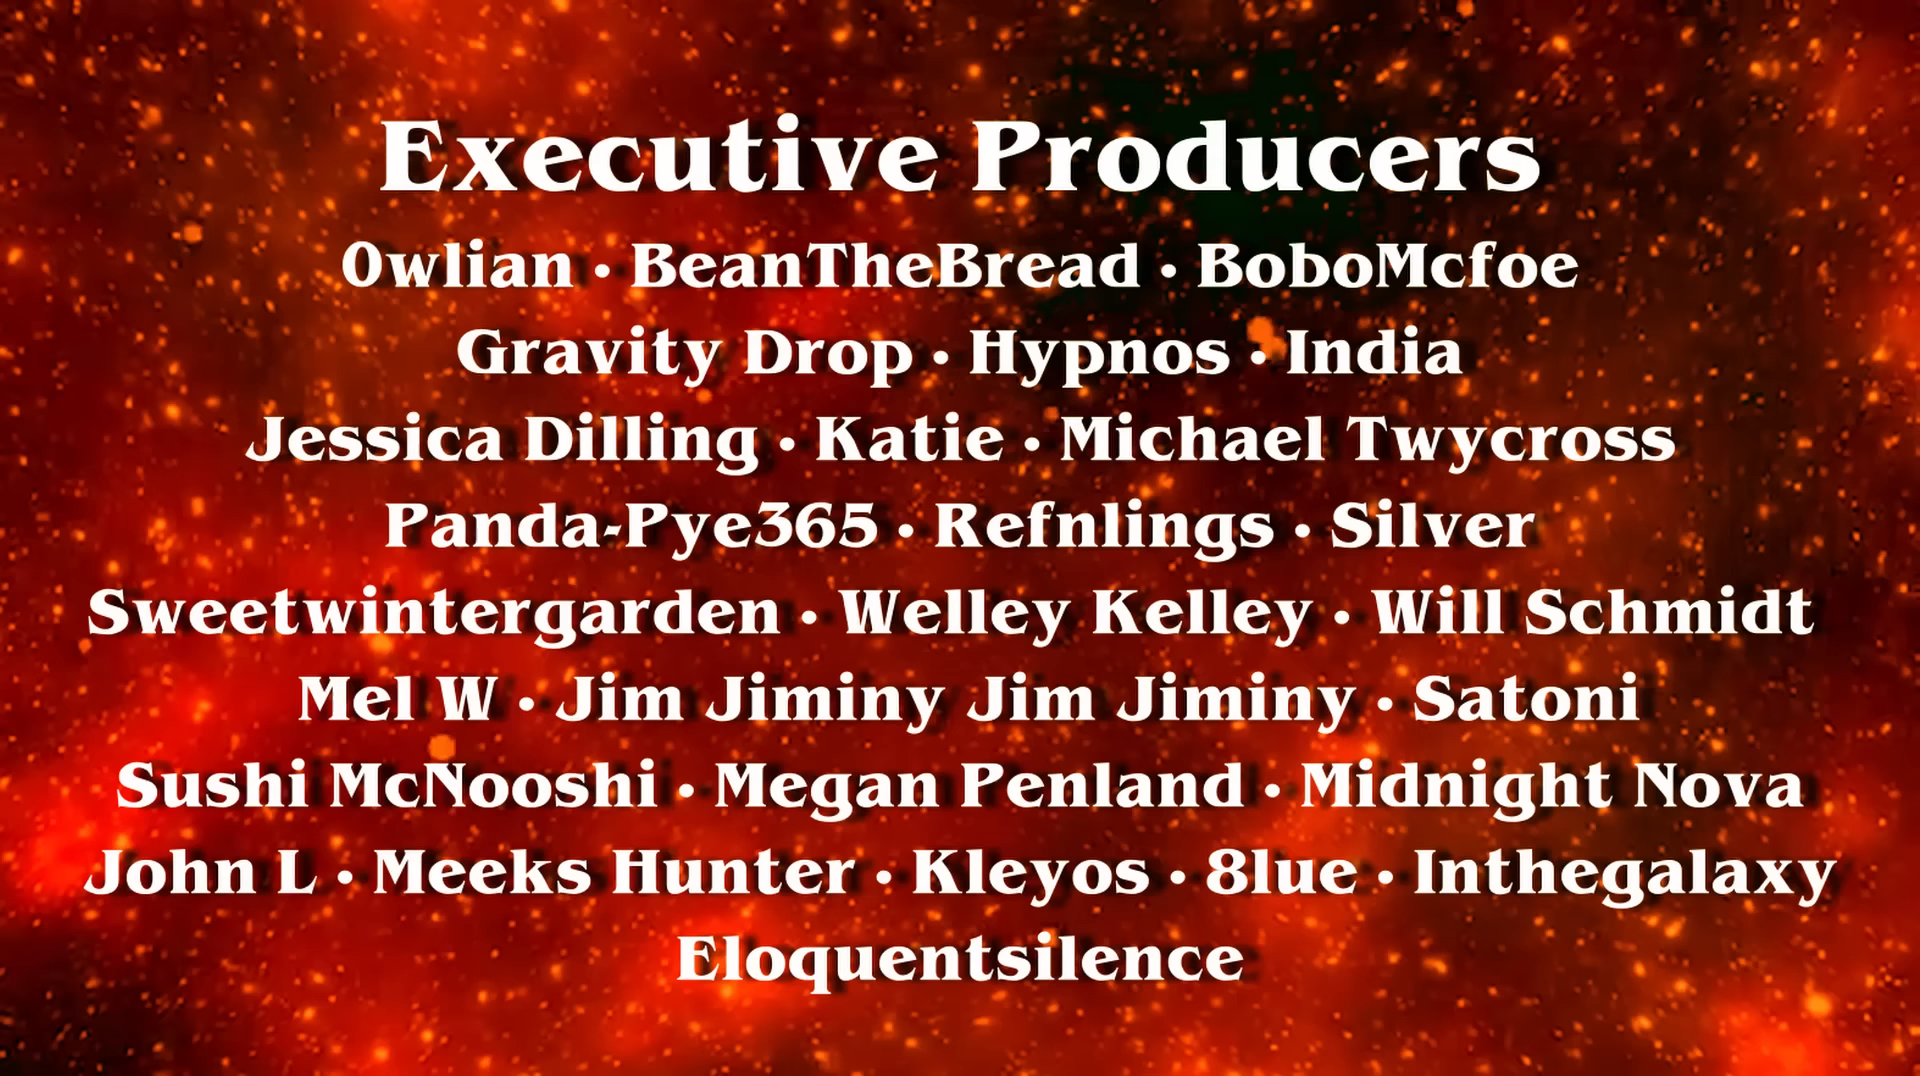 Executive Producers
0wlian • BeanTheBread • BoboMcfoe
Gravity Drop • Hypnos • India
Jessica Dilling • Katie • Michael Twycross
Panda-Pye365 • Refnlings • Silver
Sweetwintergarden • Welley Kelley • Will Schmidt
Mel W • Jim Jiminy Jim Jiminy • Satoni
Sushi McNooshi • Megan Penland • Midnight Nova
John L • Meeks Hunter • Kleyos • 8lue • Inthegalaxy
Eloquentsilence